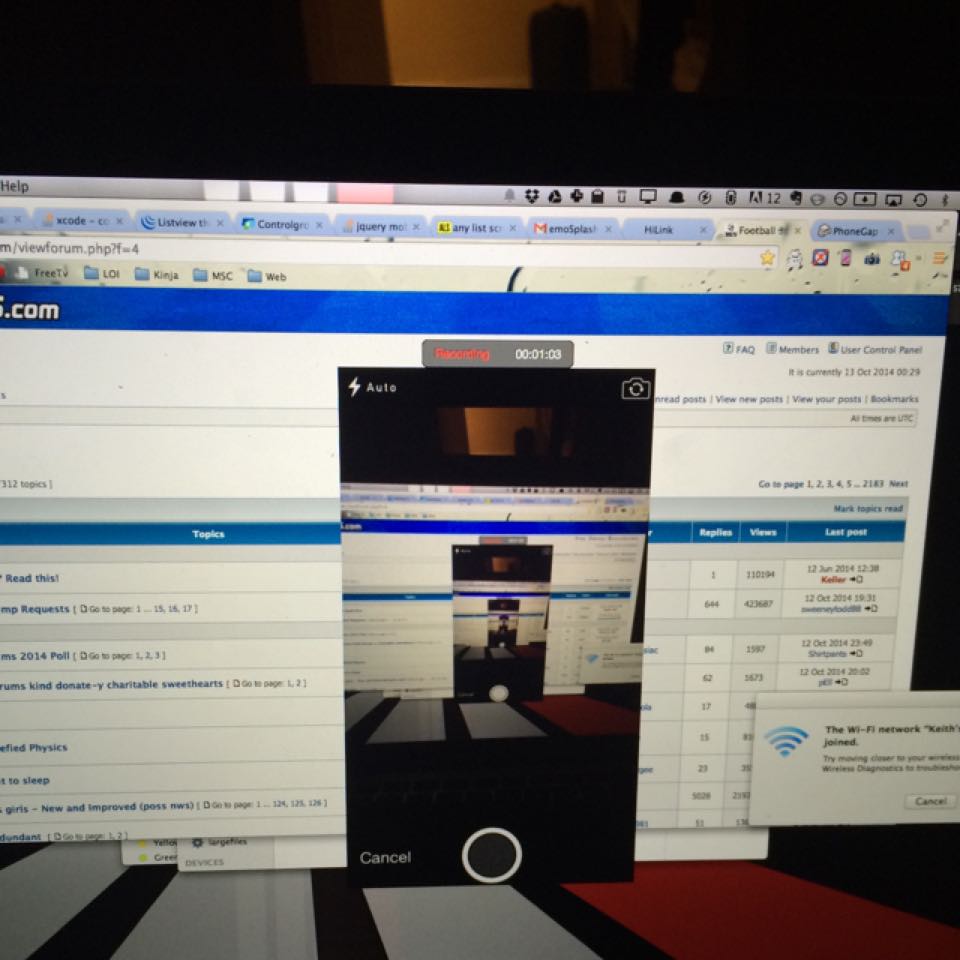 Help
xcode - co
Listview th
Controlgro
jquery mo
any list scr
emoSplash
HiLink
Football
PhoneGap
m/viewforum.php?f=4
FreeTV LOI Kinja MSC Web
.com
FAQ Members User Control Panel
It is currently 13 Oct 2014 00:29
nread posts | View new posts | View your posts | Bookmarks
All times are UTC
312 topics ]
Go to page 1, 2, 3, 4, 5 ... 2183 Next
Mark topics read
Topics Replies Views Last post
? Read this! 1 110194 12 Jun 2014 12:38
Keller
mp Requests [ Go to page: 1 ... 15, 16, 17 ] 644 423687 12 Oct 2014 19:31
sweeneytodd88
ms 2014 Poll [ Go to page: 1, 2, 3 ] 84 1597 12 Oct 2014 23:49
Shirtpants
rums kind donate-y charitable sweethearts [ Go to page: 1, 2 ] 62 1673 12 Oct 2014 20:02
pEll
17
efied Physics 15
t to sleep 23
s girls - New and Improved (poss nws) [ Go to page: 1 ... 124, 125, 126 ] 5028
dundant [ Go to page: 1, 2 ] 51
Recording 00:01:03
Auto
Cancel
The Wi-Fi network "Keith's
joined.
Try moving closer to your wireless
Wireless Diagnostics to troublesho
Cancel
Yello
Green
largefiles
DEVICES